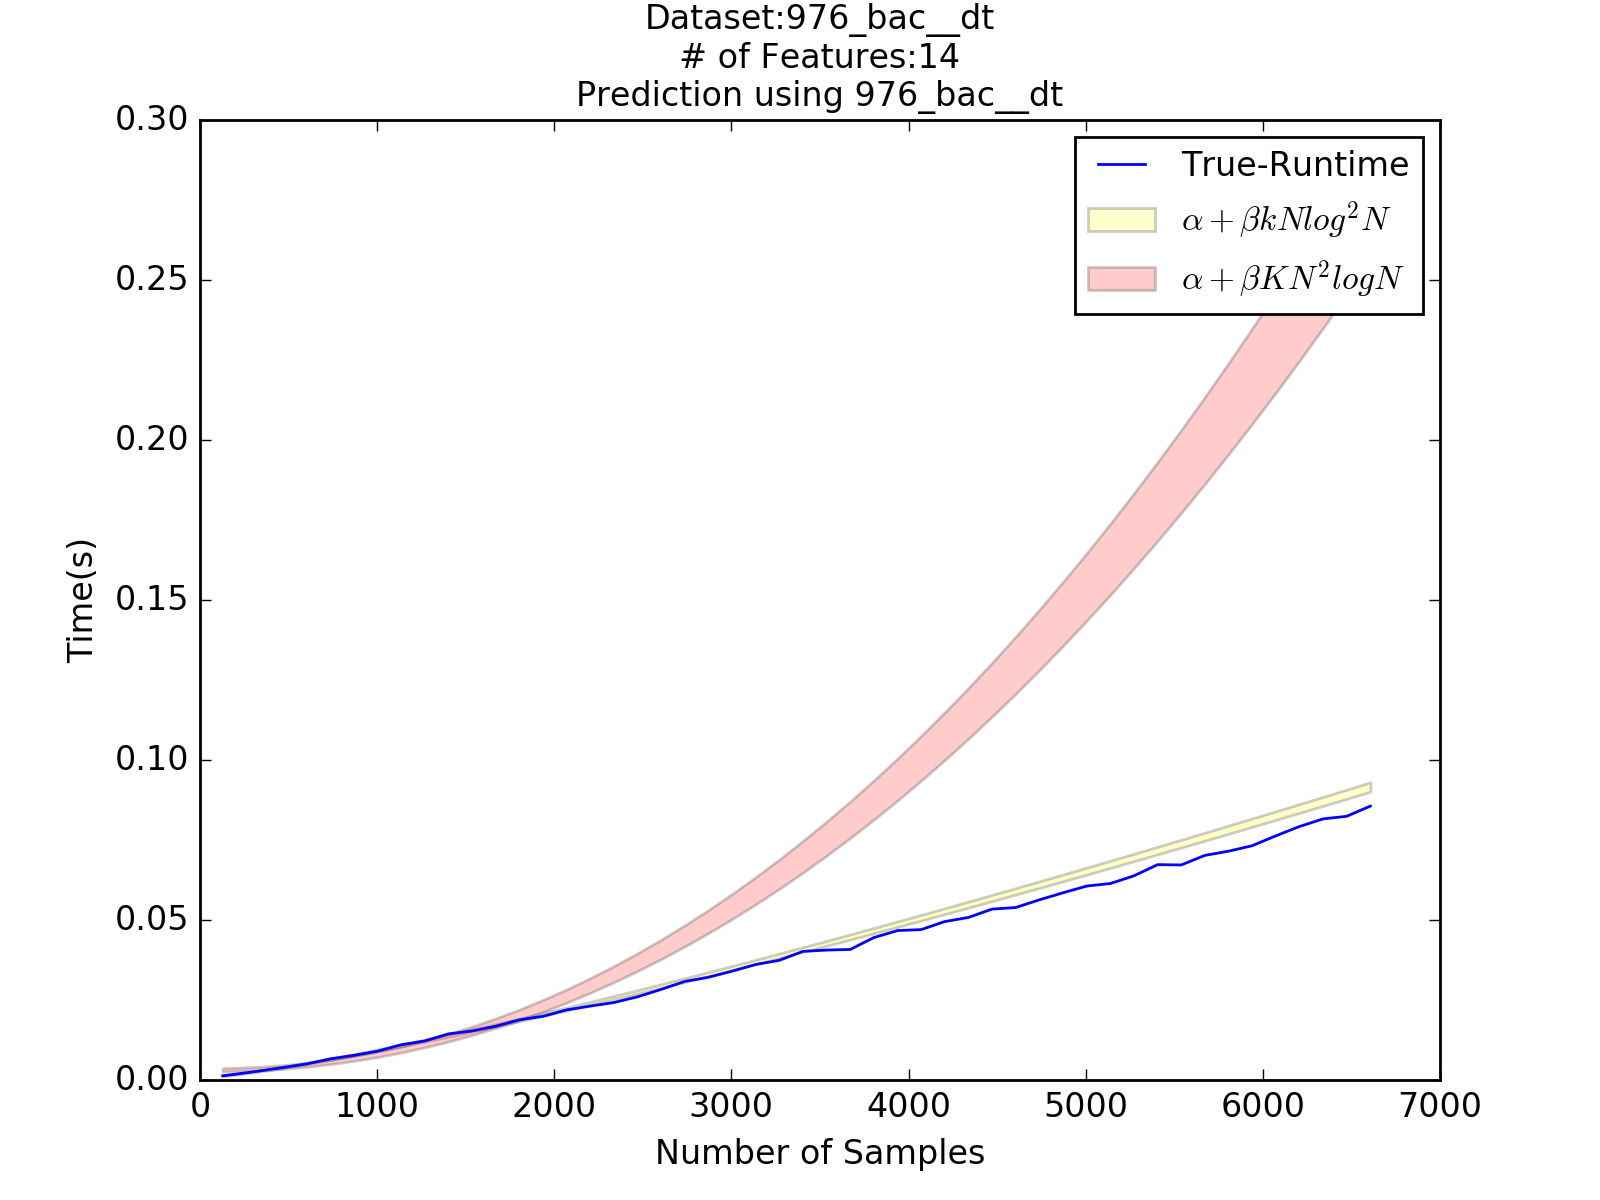 Dataset:976_bac__dt
# of Features:14
Prediction using 976_bac__dt
0.30
0.25
0.20
0.15
0.10
0.05
0.00
Time(s)
True-Runtime
α + βkNlog²N
α + βKN²logN
0 1000 2000 3000 4000 5000 6000 7000
Number of Samples